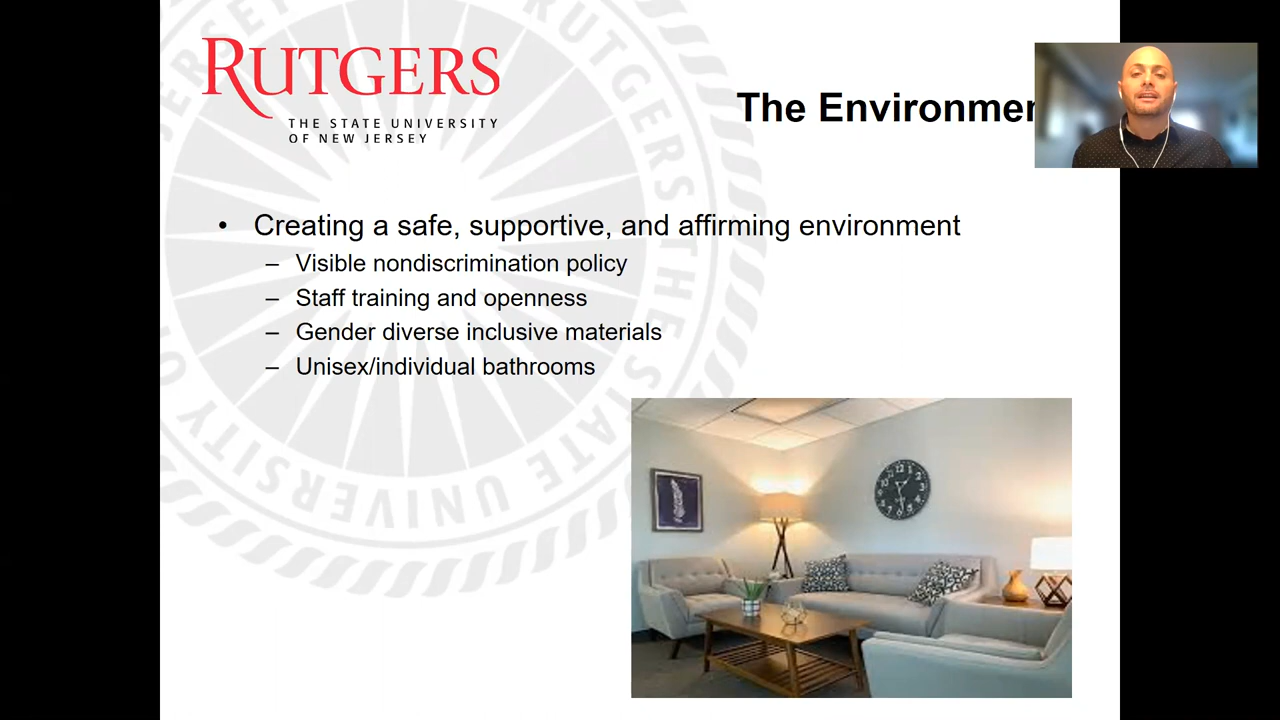 RUTGERS
THE STATE UNIVERSITY
OF NEW JERSEY
The Environmen
• Creating a safe, supportive, and affirming environment
– Visible nondiscrimination policy
– Staff training and openness
– Gender diverse inclusive materials
– Unisex/individual bathrooms